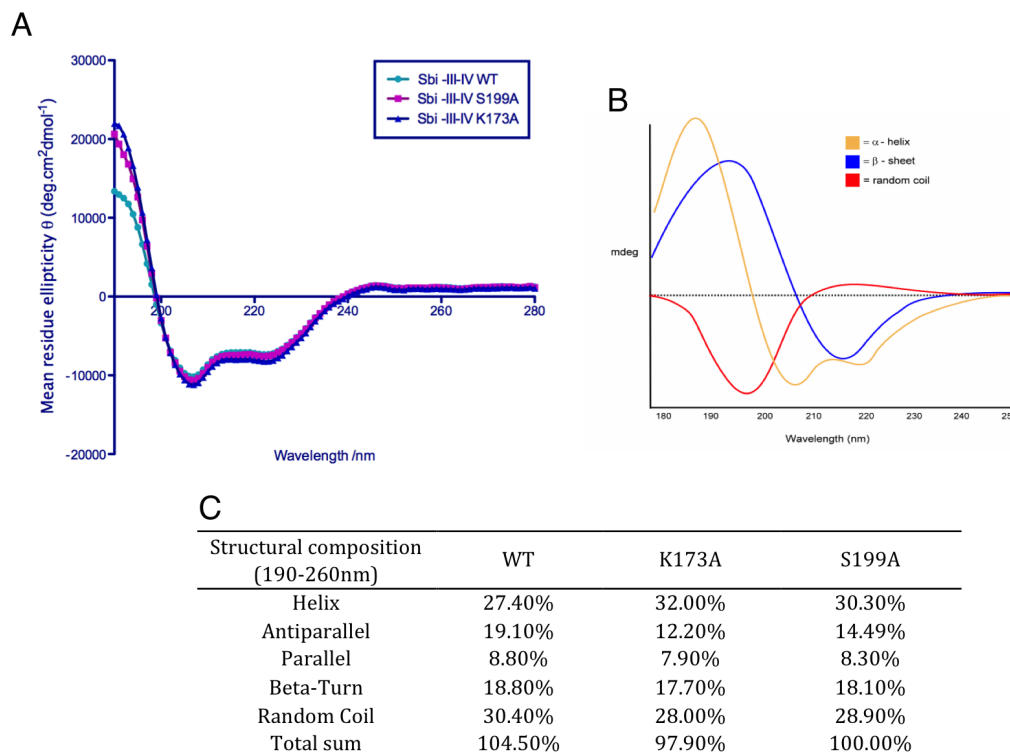 A
30000
20000
10000
0
-10000
-20000
200
220
240
260
280
Mean residue ellipticity θ (deg.cm²dmol⁻¹)
Wavelength /nm
Sbi -III-IV WT
Sbi -III-IV S199A
Sbi -III-IV K173A
B
= α - helix
= β - sheet
= random coil
mdeg
180 190 200 210 220 230 240 25
Wavelength (nm)
C
Structural composition
(190-260nm) WT K173A S199A
Helix 27.40% 32.00% 30.30%
Antiparallel 19.10% 12.20% 14.49%
Parallel 8.80% 7.90% 8.30%
Beta-Turn 18.80% 17.70% 18.10%
Random Coil 30.40% 28.00% 28.90%
Total sum 104.50% 97.90% 100.00%